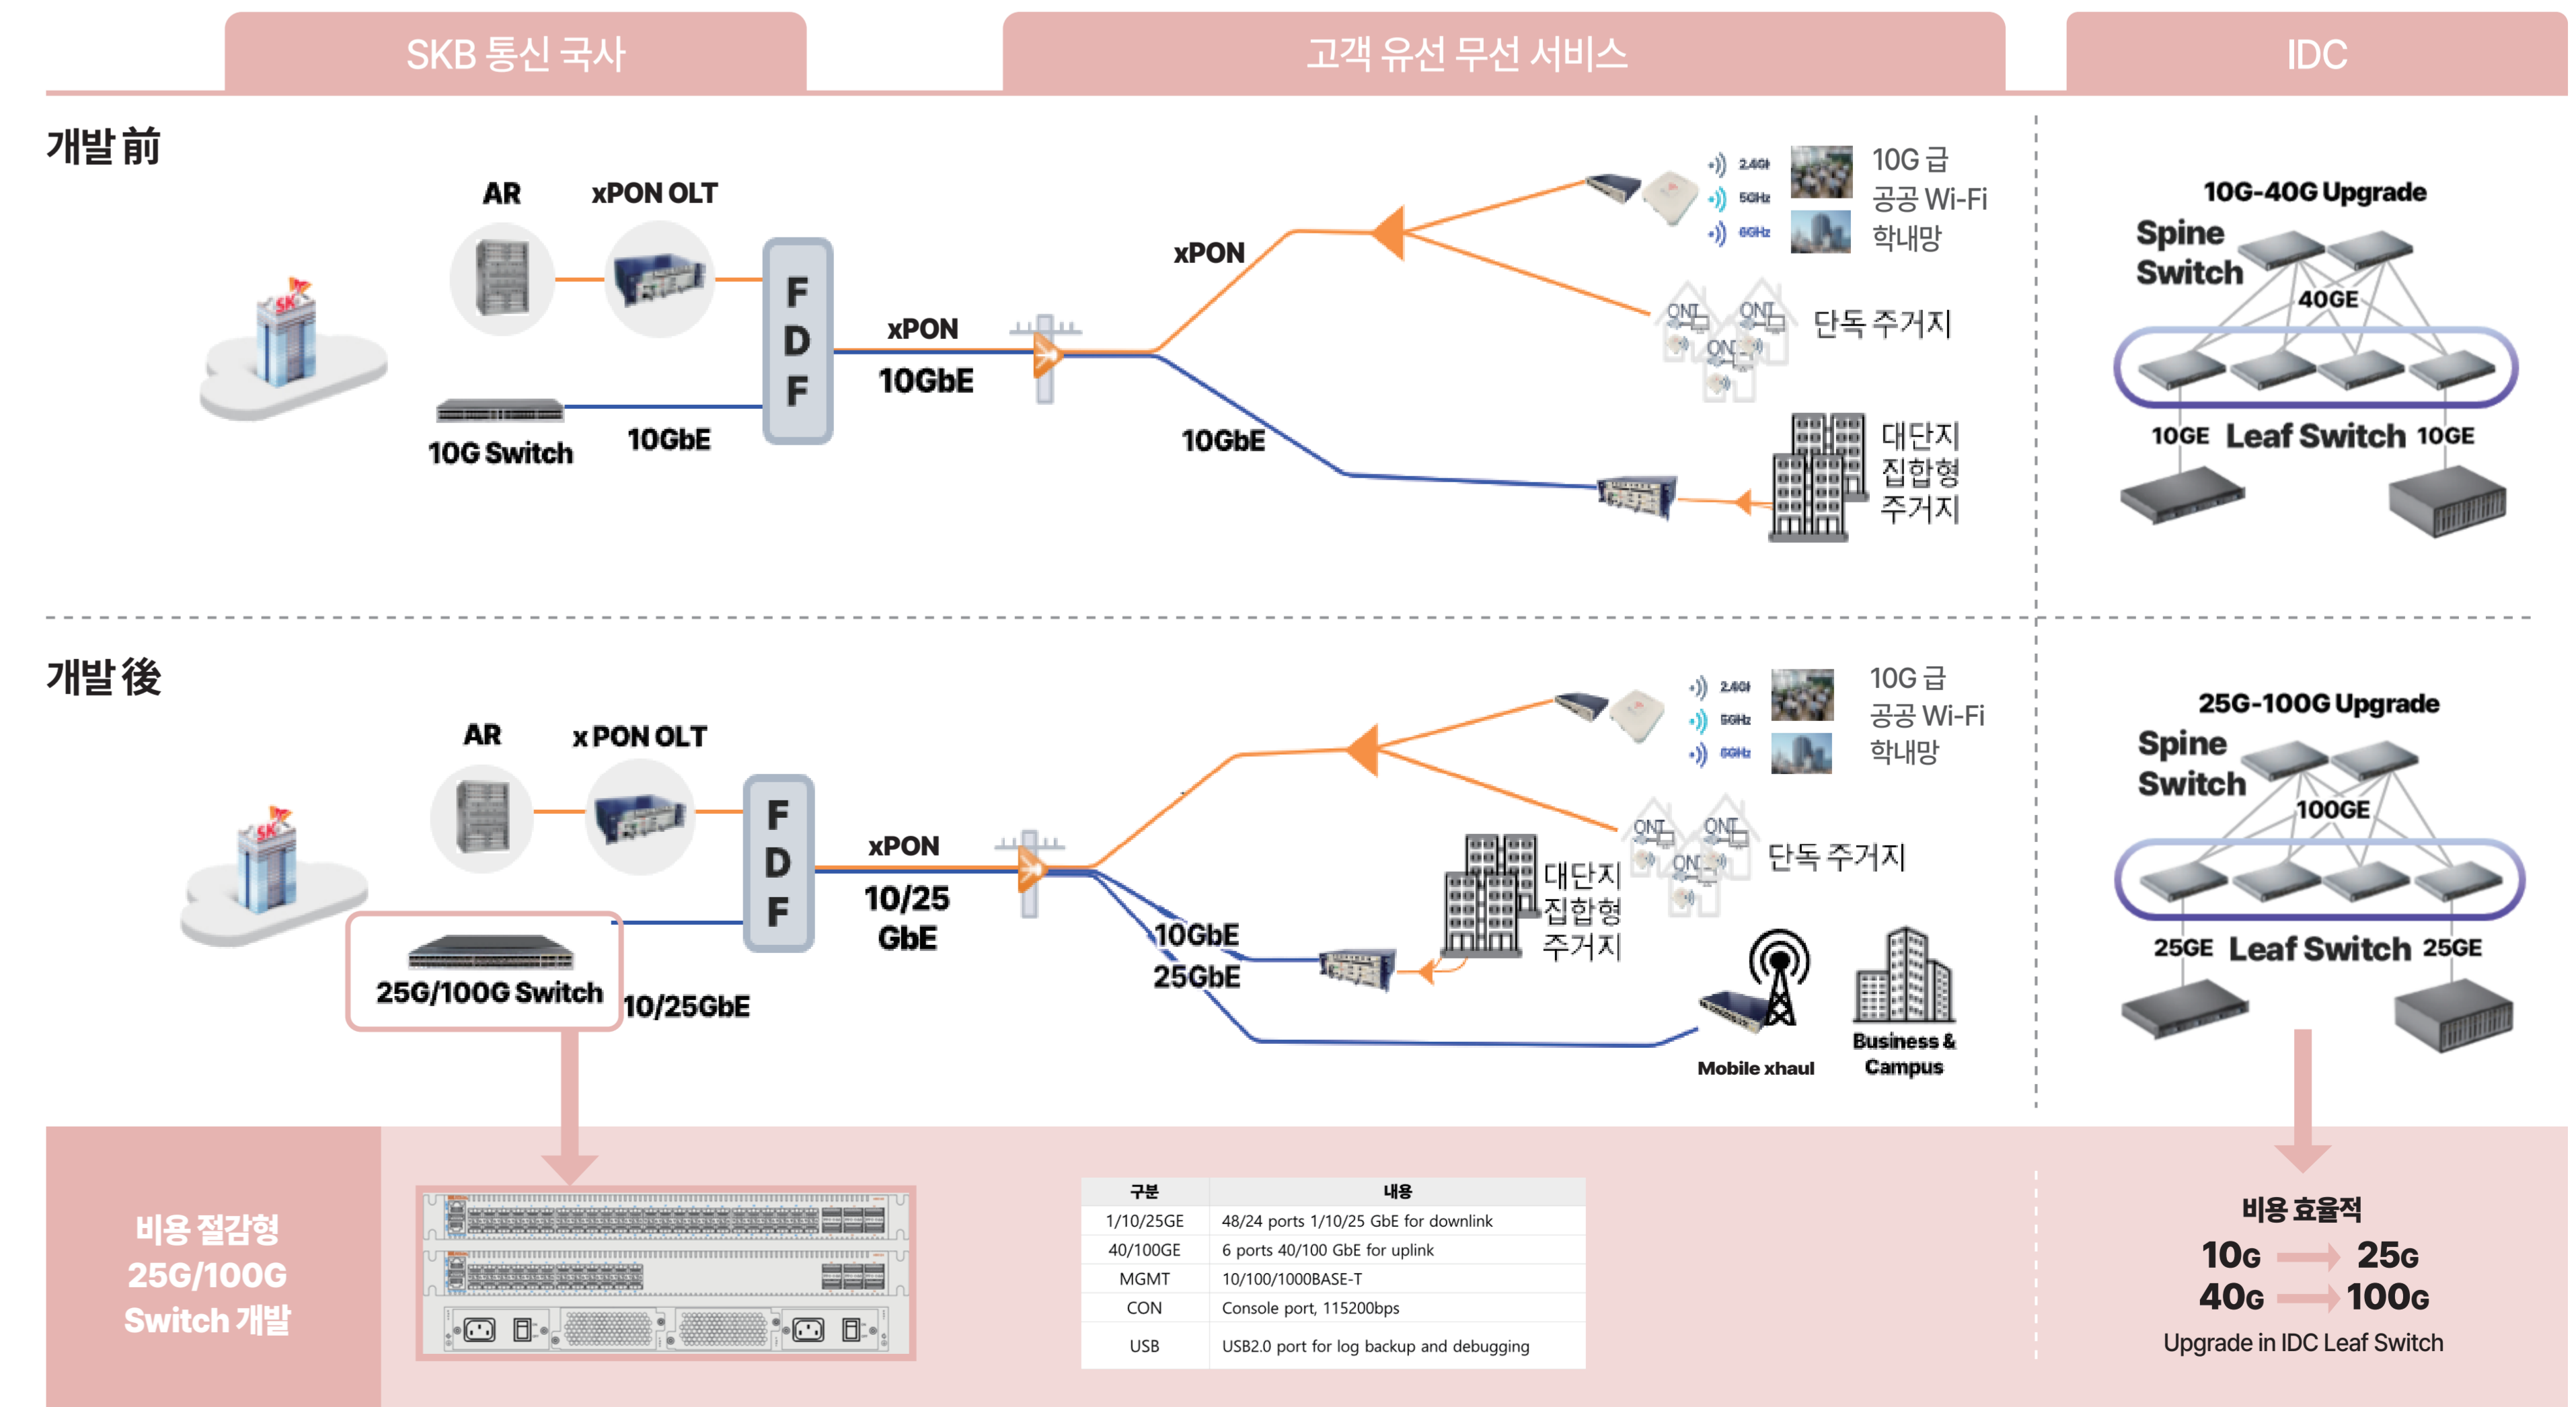 SKB 통신 국사
고객 유선 무선 서비스
IDC
개발 前
AR
xPON OLT
SK
F
D
F
10G Switch
10GbE
xPON
10GbE
xPON
10GbE
5GHz
6GHz
10G 급
공공 Wi-Fi
학내망
ONT
ONT
단독 주거지
대단지
집합형
주거지
10G-40G Upgrade
Spine
Switch
40GE
10GE
Leaf Switch
10GE
개발 後
AR
x PON OLT
SK
F
D
F
25G/100G Switch
10/25GbE
xPON
10/25
GbE
10GbE
25GbE
10G 급
공공 Wi-Fi
학내망
ONT
ONT
단독 주거지
대단지
집합형
주거지
Mobile xhaul
Business &
Campus
25G-100G Upgrade
Spine
Switch
100GE
25GE
Leaf Switch
25GE
비용 절감형
25G/100G
Switch 개발
구분 내용
1/10/25GE 48/24 ports 1/10/25 GbE for downlink
40/100GE 6 ports 40/100 GbE for uplink
MGMT 10/100/1000BASE-T
CON Console port, 115200bps
USB USB2.0 port for log backup and debugging
비용 효율적
10G 25G
40G 100G
Upgrade in IDC Leaf Switch